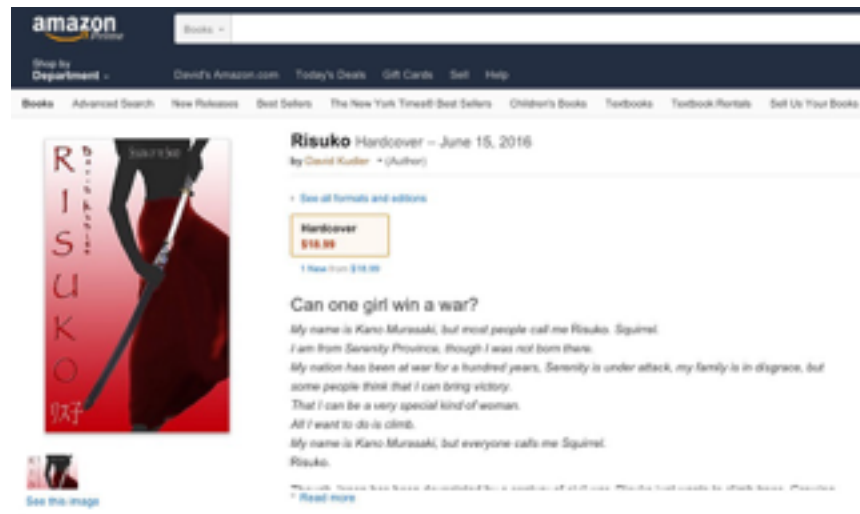 amazon
Prime
Books
Shop by
Department
David's Amazon.com Today's Deals Gift Cards Sell Help
Books Advanced Search New Releases Best Sellers The New York Times® Best Sellers Children's Books Textbooks Textbook Rentals Sell Us Your Books
RISUKO
リス子
Risuko Hardcover – June 15, 2016
by David Kudler (Author)
See all formats and editions
Hardcover
$18.99
1 New from $18.99
Can one girl win a war?
My name is Kano Murasaki, but most people call me Risuko. Squirrel.
I am from Serenity Province, though I was not born there.
My nation has been at war for a hundred years, Serenity is under attack, my family is in disgrace, but
some people think that I can bring victory.
That I can be a very special kind of woman.
All I want to do is climb.
My name is Kano Murasaki, but everyone calls me Squirrel.
Risuko.
Read more
See this image